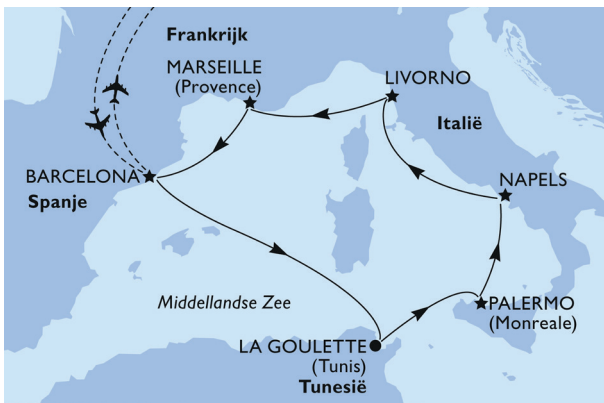 Frankrijk
MARSEILLE
(Provence)
LIVORNO
Italië
BARCELONA
Spanje
NAPELS
Middellandse Zee
PALERMO
(Monreale)
LA GOULETTE
(Tunis)
Tunesië